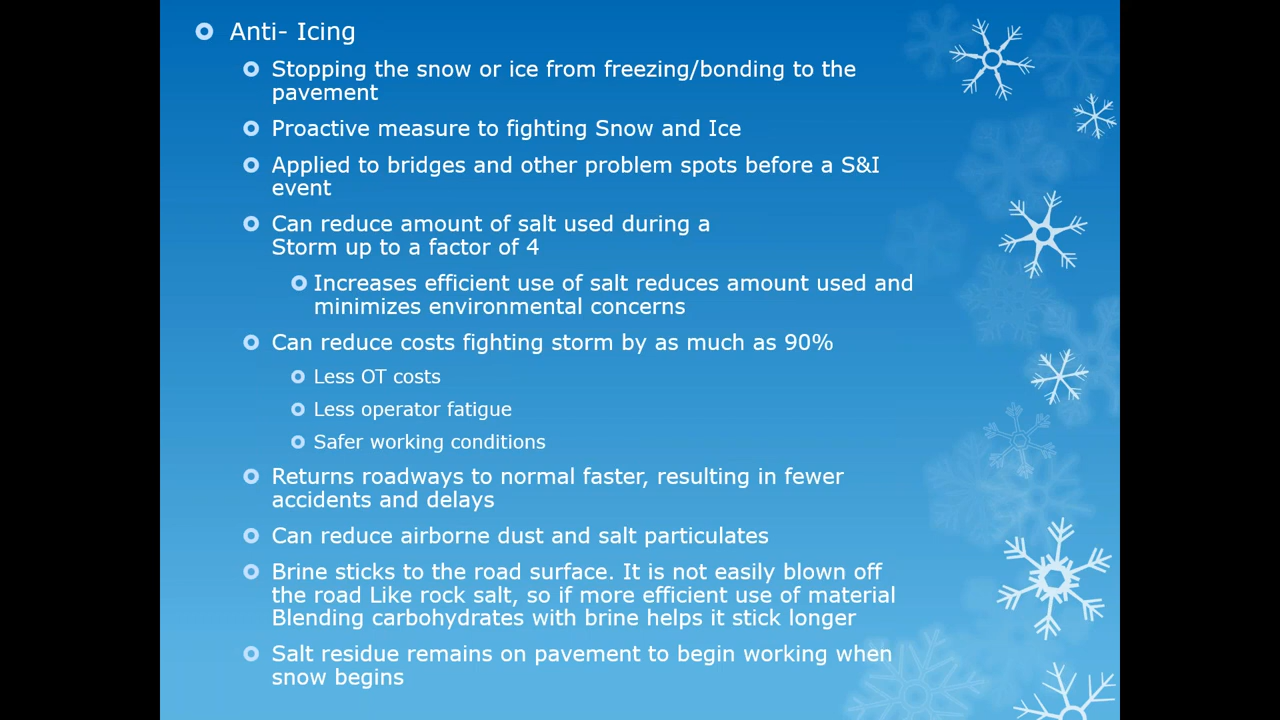 Anti- Icing
Stopping the snow or ice from freezing/bonding to the
pavement
Proactive measure to fighting Snow and Ice
Applied to bridges and other problem spots before a S&I
event
Can reduce amount of salt used during a
Storm up to a factor of 4
Increases efficient use of salt reduces amount used and
minimizes environmental concerns
Can reduce costs fighting storm by as much as 90%
Less OT costs
Less operator fatigue
Safer working conditions
Returns roadways to normal faster, resulting in fewer
accidents and delays
Can reduce airborne dust and salt particulates
Brine sticks to the road surface. It is not easily blown off
the road Like rock salt, so if more efficient use of material
Blending carbohydrates with brine helps it stick longer
Salt residue remains on pavement to begin working when
snow begins